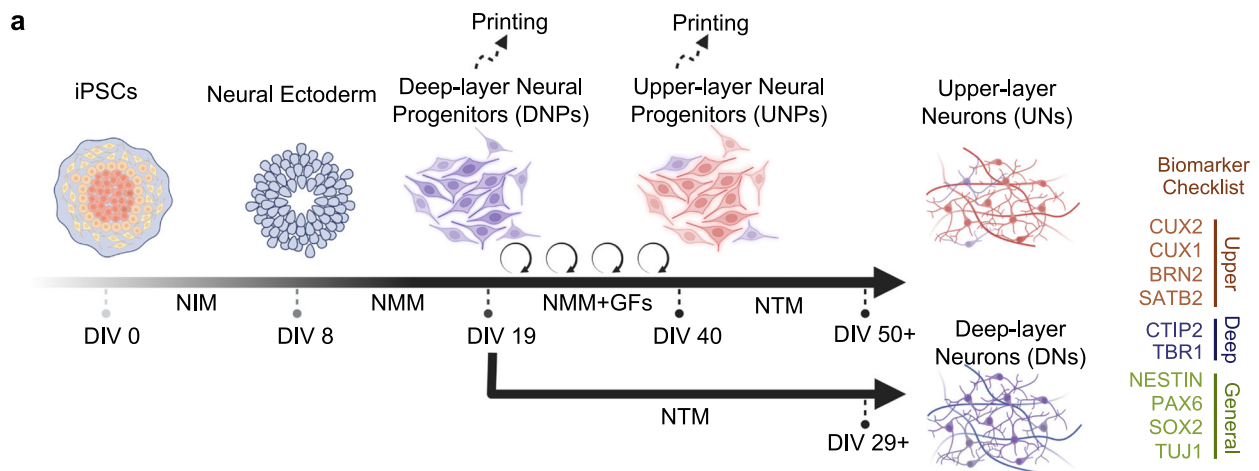 a
Printing
Printing
iPSCs
Neural Ectoderm
Deep-layer Neural
Progenitors (DNPs)
Upper-layer Neural
Progenitors (UNPs)
Upper-layer
Neurons (UNs)
NIM
NMM
NMM+GFs
NTM
DIV 0
DIV 8
DIV 19
DIV 40
DIV 50+
NTM
DIV 29+
Deep-layer
Neurons (DNs)
Biomarker
Checklist
CUX2
CUX1
BRN2
SATB2
Upper
CTIP2
TBR1
Deep
NESTIN
PAX6
SOX2
TUJ1
General